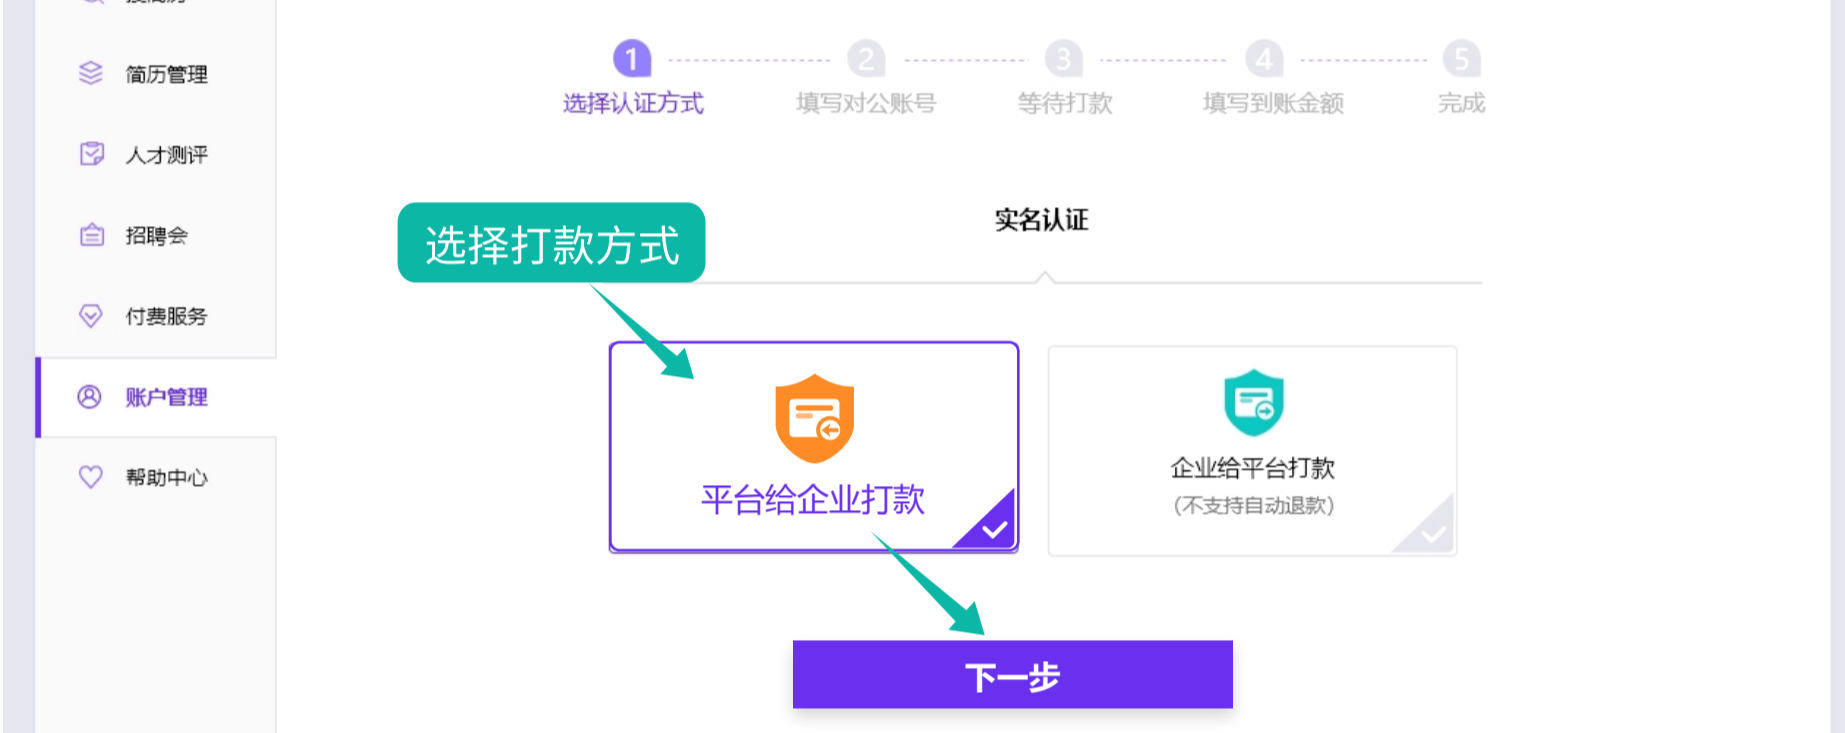 简历管理
人才测评
招聘会
付费服务
账户管理
帮助中心
1
2
3
4
5
选择认证方式
填写对公账号
等待打款
填写到账金额
完成
实名认证
选择打款方式
平台给企业打款
企业给平台打款
(不支持自动退款)
下一步